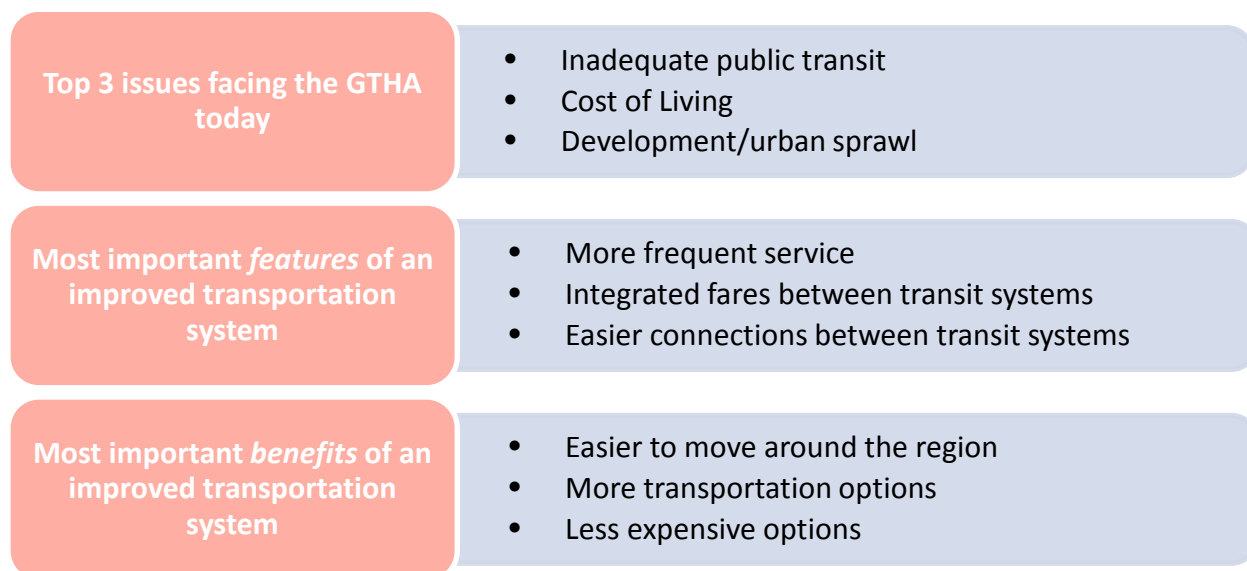 Top 3 issues facing the GTHA
today
• Inadequate public transit
• Cost of Living
• Development/urban sprawl
Most important features of an
improved transportation
system
• More frequent service
• Integrated fares between transit systems
• Easier connections between transit systems
Most important benefits of an
improved transportation
system
• Easier to move around the region
• More transportation options
• Less expensive options